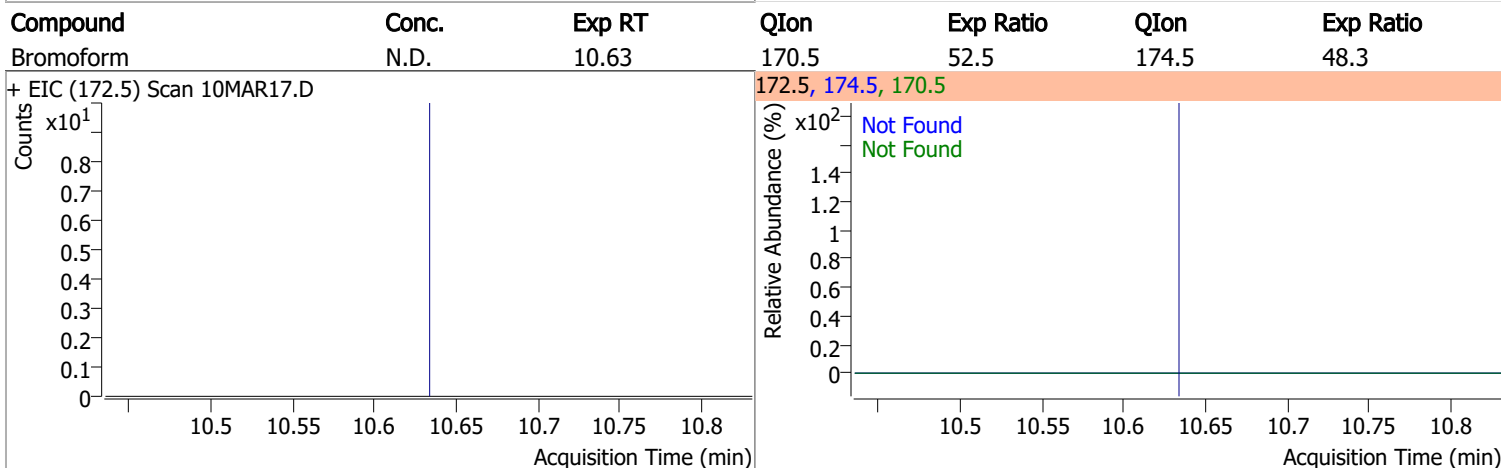 Compound Conc. Exp RT QIon Exp Ratio QIon Exp Ratio
Bromoform N.D. 10.63 170.5 52.5 174.5 48.3
+ EIC (172.5) Scan 10MAR17.D
Counts
x10¹
0.8
0.7
0.6
0.5
0.4
0.3
0.2
0.1
0
10.5 10.55 10.6 10.65 10.7 10.75 10.8
Acquisition Time (min)
172.5, 174.5, 170.5
Relative Abundance (%)
x10²
Not Found
Not Found
1.4
1.2
1
0.8
0.6
0.4
0.2
0
10.5 10.55 10.6 10.65 10.7 10.75 10.8
Acquisition Time (min)